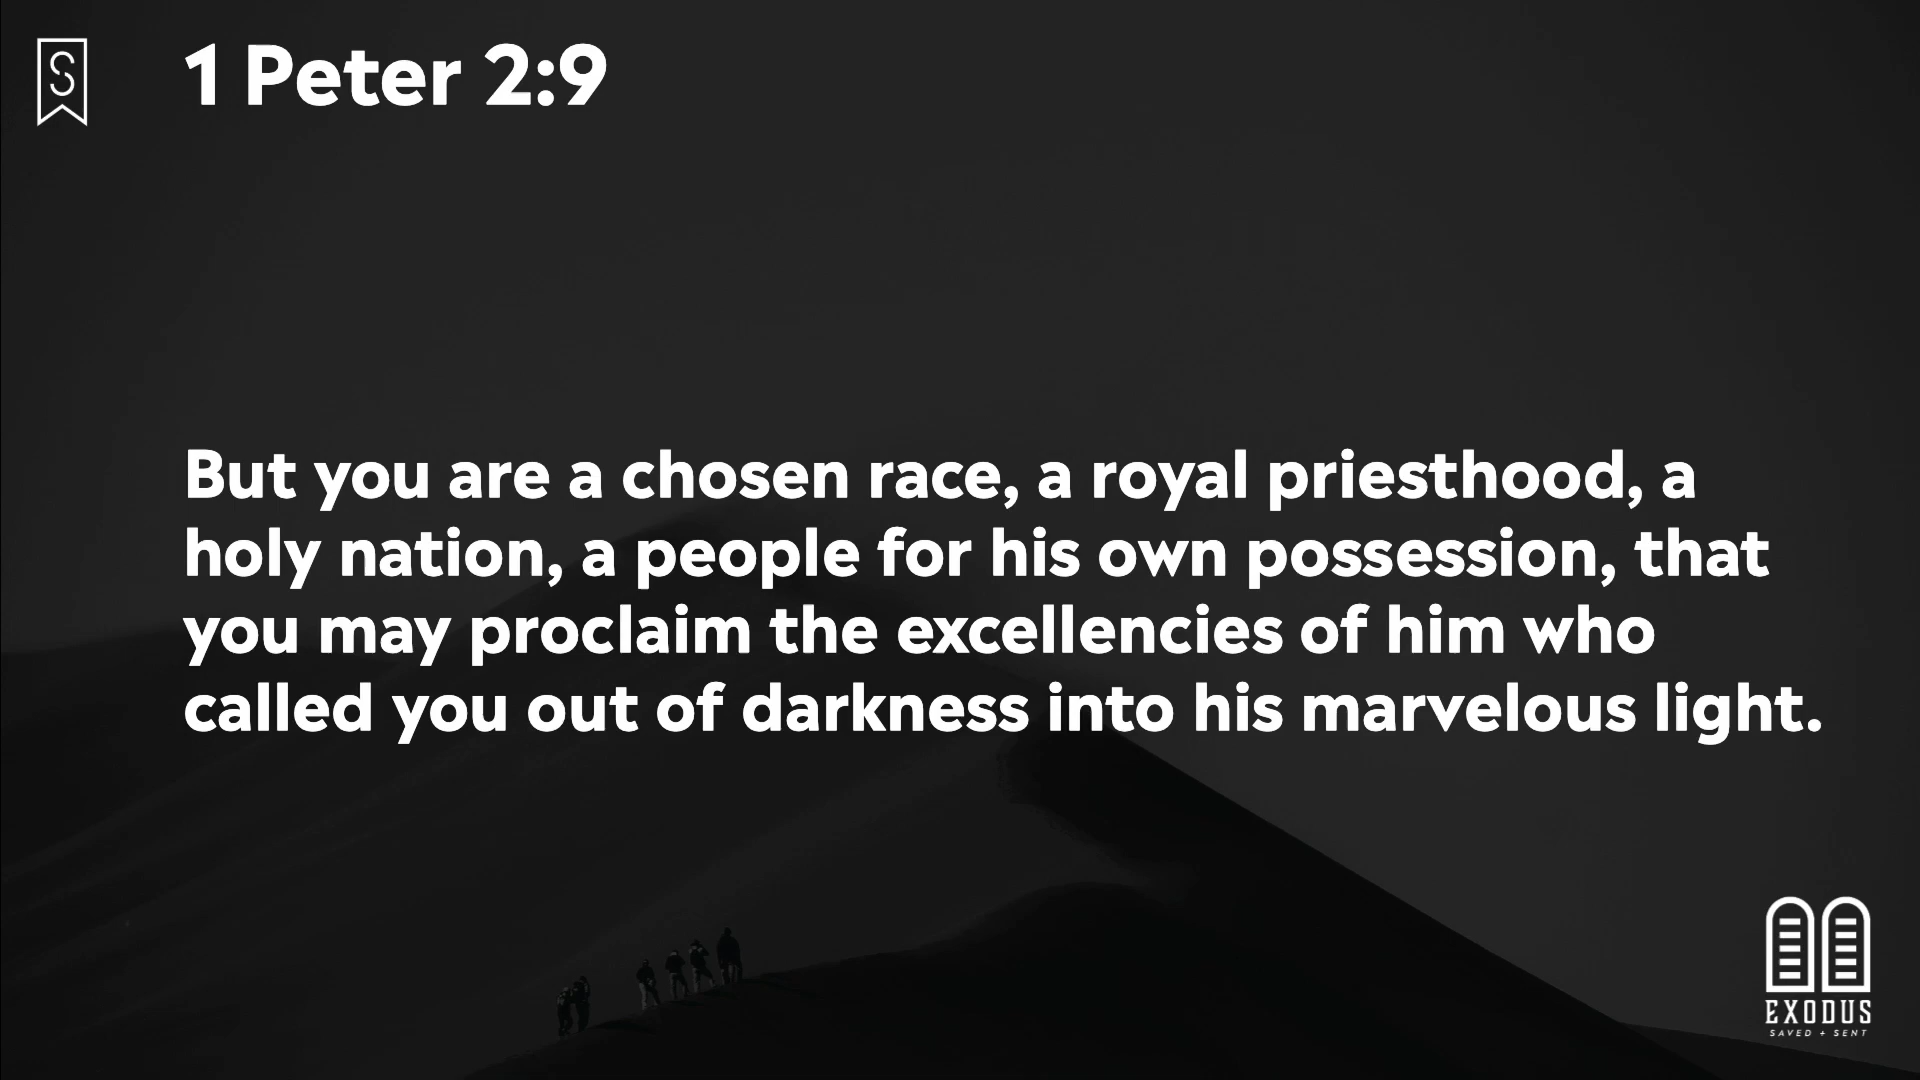 S
1 Peter 2:9
But you are a chosen race, a royal priesthood, a
holy nation, a people for his own possession, that
you may proclaim the excellencies of him who
called you out of darkness into his marvelous light.
EXODUS
SAVED + SENT